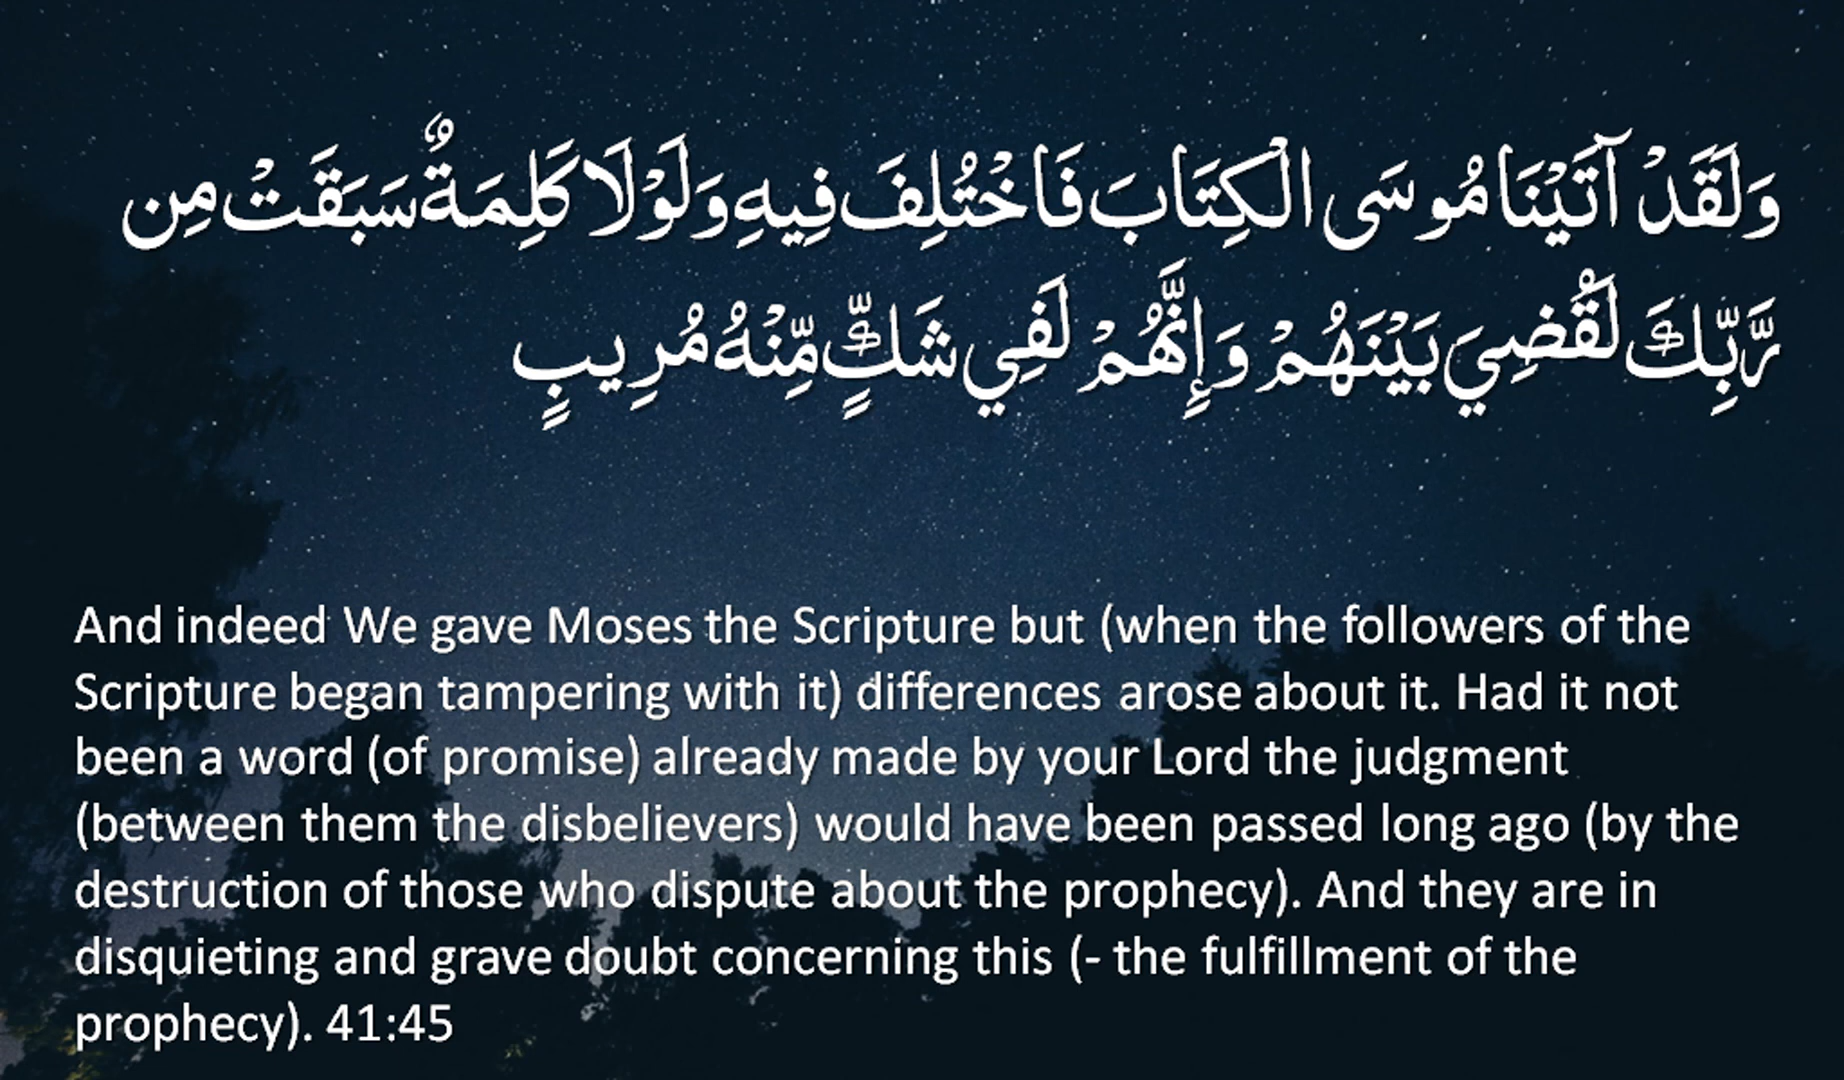 وَلَقَدْ آتَيْنَا مُوسَى الْكِتَابَ فَاخْتُلِفَ فِيهِ وَلَوْلَا كَلِمَةٌ سَبَقَتْ مِن
رَّبِّكَ لَقُضِيَ بَيْنَهُمْ وَإِنَّهُمْ لَفِي شَكٍّ مِّنْهُ مُرِيبٍ
And indeed We gave Moses the Scripture but (when the followers of the
Scripture began tampering with it) differences arose about it. Had it not
been a word (of promise) already made by your Lord the judgment
(between them the disbelievers) would have been passed long ago (by the
destruction of those who dispute about the prophecy). And they are in
disquieting and grave doubt concerning this (- the fulfillment of the
prophecy). 41:45